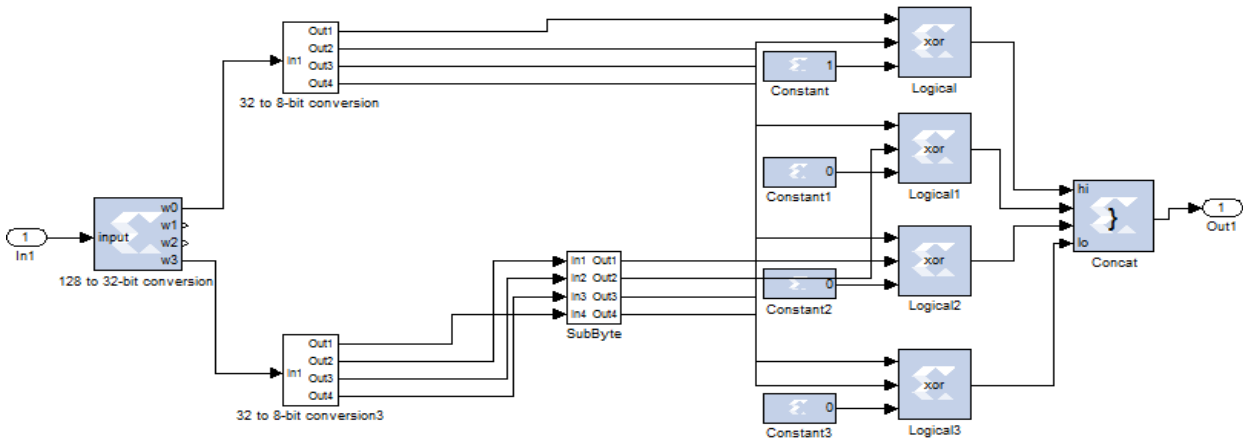 1
In1
input
w0
w1
w2
w3
128 to 32-bit conversion
In1
Out1
Out2
Out3
Out4
32 to 8-bit conversion
In1
Out1
Out2
Out3
Out4
32 to 8-bit conversion3
In1 Out1
In2 Out2
In3 Out3
In4 Out4
SubByte
1
Constant
0
Constant1
0
Constant2
0
Constant3
xor
Logical
xor
Logical1
xor
Logical2
xor
Logical3
hi
}
lo
Concat
1
Out1